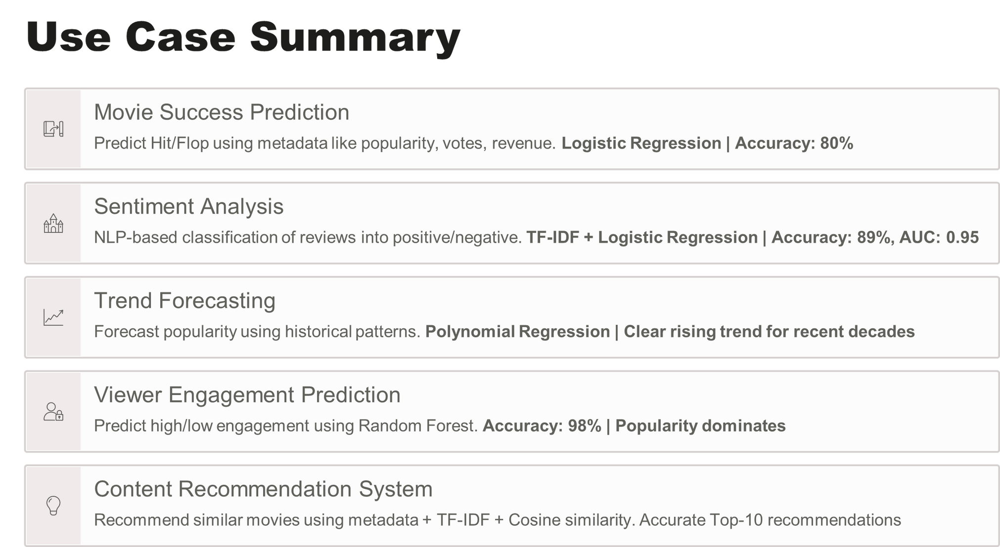 Use Case Summary
Movie Success Prediction
Predict Hit/Flop using metadata like popularity, votes, revenue. Logistic Regression | Accuracy: 80%
Sentiment Analysis
NLP-based classification of reviews into positive/negative. TF-IDF + Logistic Regression | Accuracy: 89%, AUC: 0.95
Trend Forecasting
Forecast popularity using historical patterns. Polynomial Regression | Clear rising trend for recent decades
Viewer Engagement Prediction
Predict high/low engagement using Random Forest. Accuracy: 98% | Popularity dominates
Content Recommendation System
Recommend similar movies using metadata + TF-IDF + Cosine similarity. Accurate Top-10 recommendations